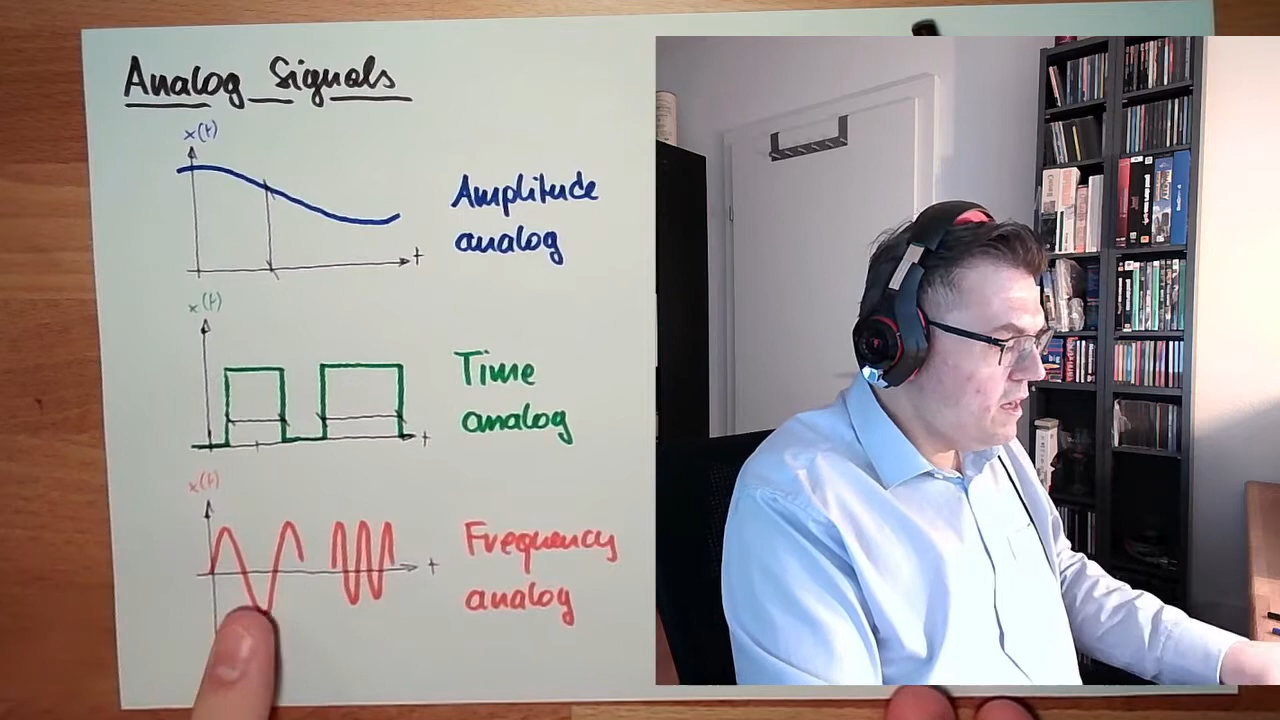 Analog Signals
x(t)
Amplitude
analog
t
x(t)
Time
analog
t
x(t)
Frequency
analog
t